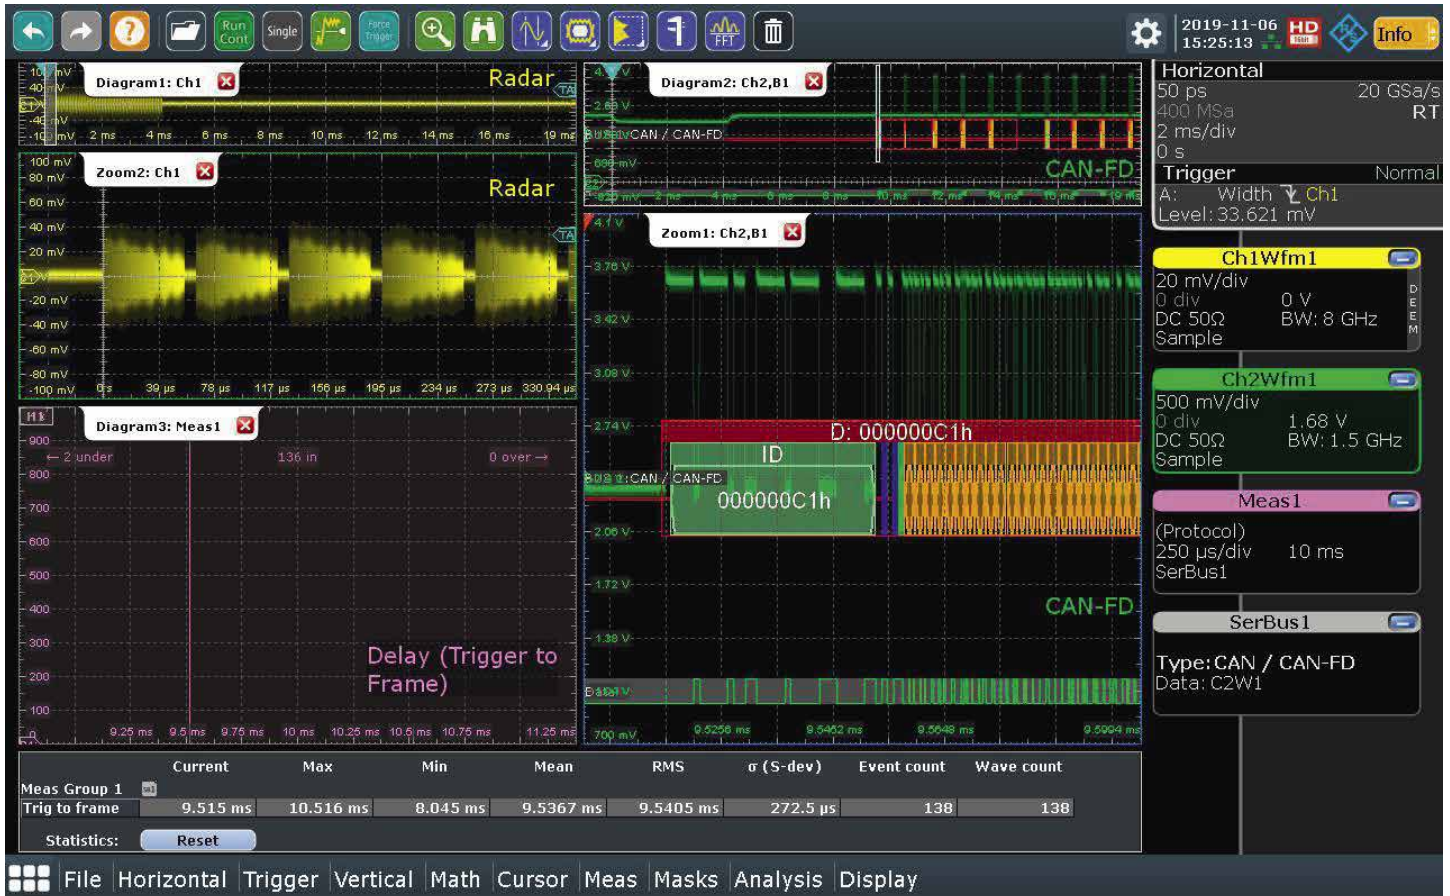 Run
Cont
Single
Force
Trigger
FFT
2019-11-06
15:25:13
HD
16bit
Info
Diagram1: Ch1
Radar
TA
2 ms 4 ms 6 ms 8 ms 10 ms 12 ms 14 ms 16 ms 19 ms
Zoom2: Ch1
Radar
100 mV
80 mV
60 mV
40 mV
TA
20 mV
-20 mV
-40 mV
-60 mV
-80 mV
-100 mV
0 s 39 µs 78 µs 117 µs 156 µs 195 µs 234 µs 273 µs 330.94 µs
Diagram3: Meas1
900
← 2 under 136 in 0 over →
800
700
600
500
400
300
Delay (Trigger to
Frame)
200
100
9.25 ms 9.5 ms 9.75 ms 10 ms 10.25 ms 10.5 ms 10.75 ms 11.25 ms
Diagram2: Ch2,B1
CAN / CAN-FD
CAN-FD
Zoom1: Ch2,B1
4.1 V
3.76 V
3.42 V
3.08 V
2.74 V
D: 000000C1h
ID
CAN / CAN-FD
000000C1h
2.06 V
1.72 V
CAN-FD
1.38 V
700 mV
9.5256 ms 9.5452 ms 9.5648 ms 9.5994 ms
Horizontal
50 ps 20 GSa/s
400 MSa RT
2 ms/div
0 s
Trigger Normal
A: Width Ch1
Level: 33.621 mV
Ch1Wfm1
20 mV/div
0 div 0 V
DC 50Ω BW: 8 GHz
Sample
DEEM
Ch2Wfm1
500 mV/div
0 div 1.68 V
DC 50Ω BW: 1.5 GHz
Sample
Meas1
(Protocol)
250 µs/div 10 ms
SerBus1
SerBus1
Type: CAN / CAN-FD
Data: C2W1
Current Max Min Mean RMS σ (S-dev) Event count Wave count
Meas Group 1
Trig to frame 9.515 ms 10.516 ms 8.045 ms 9.5367 ms 9.5405 ms 272.5 µs 138 138
Statistics: Reset
File Horizontal Trigger Vertical Math Cursor Meas Masks Analysis Display